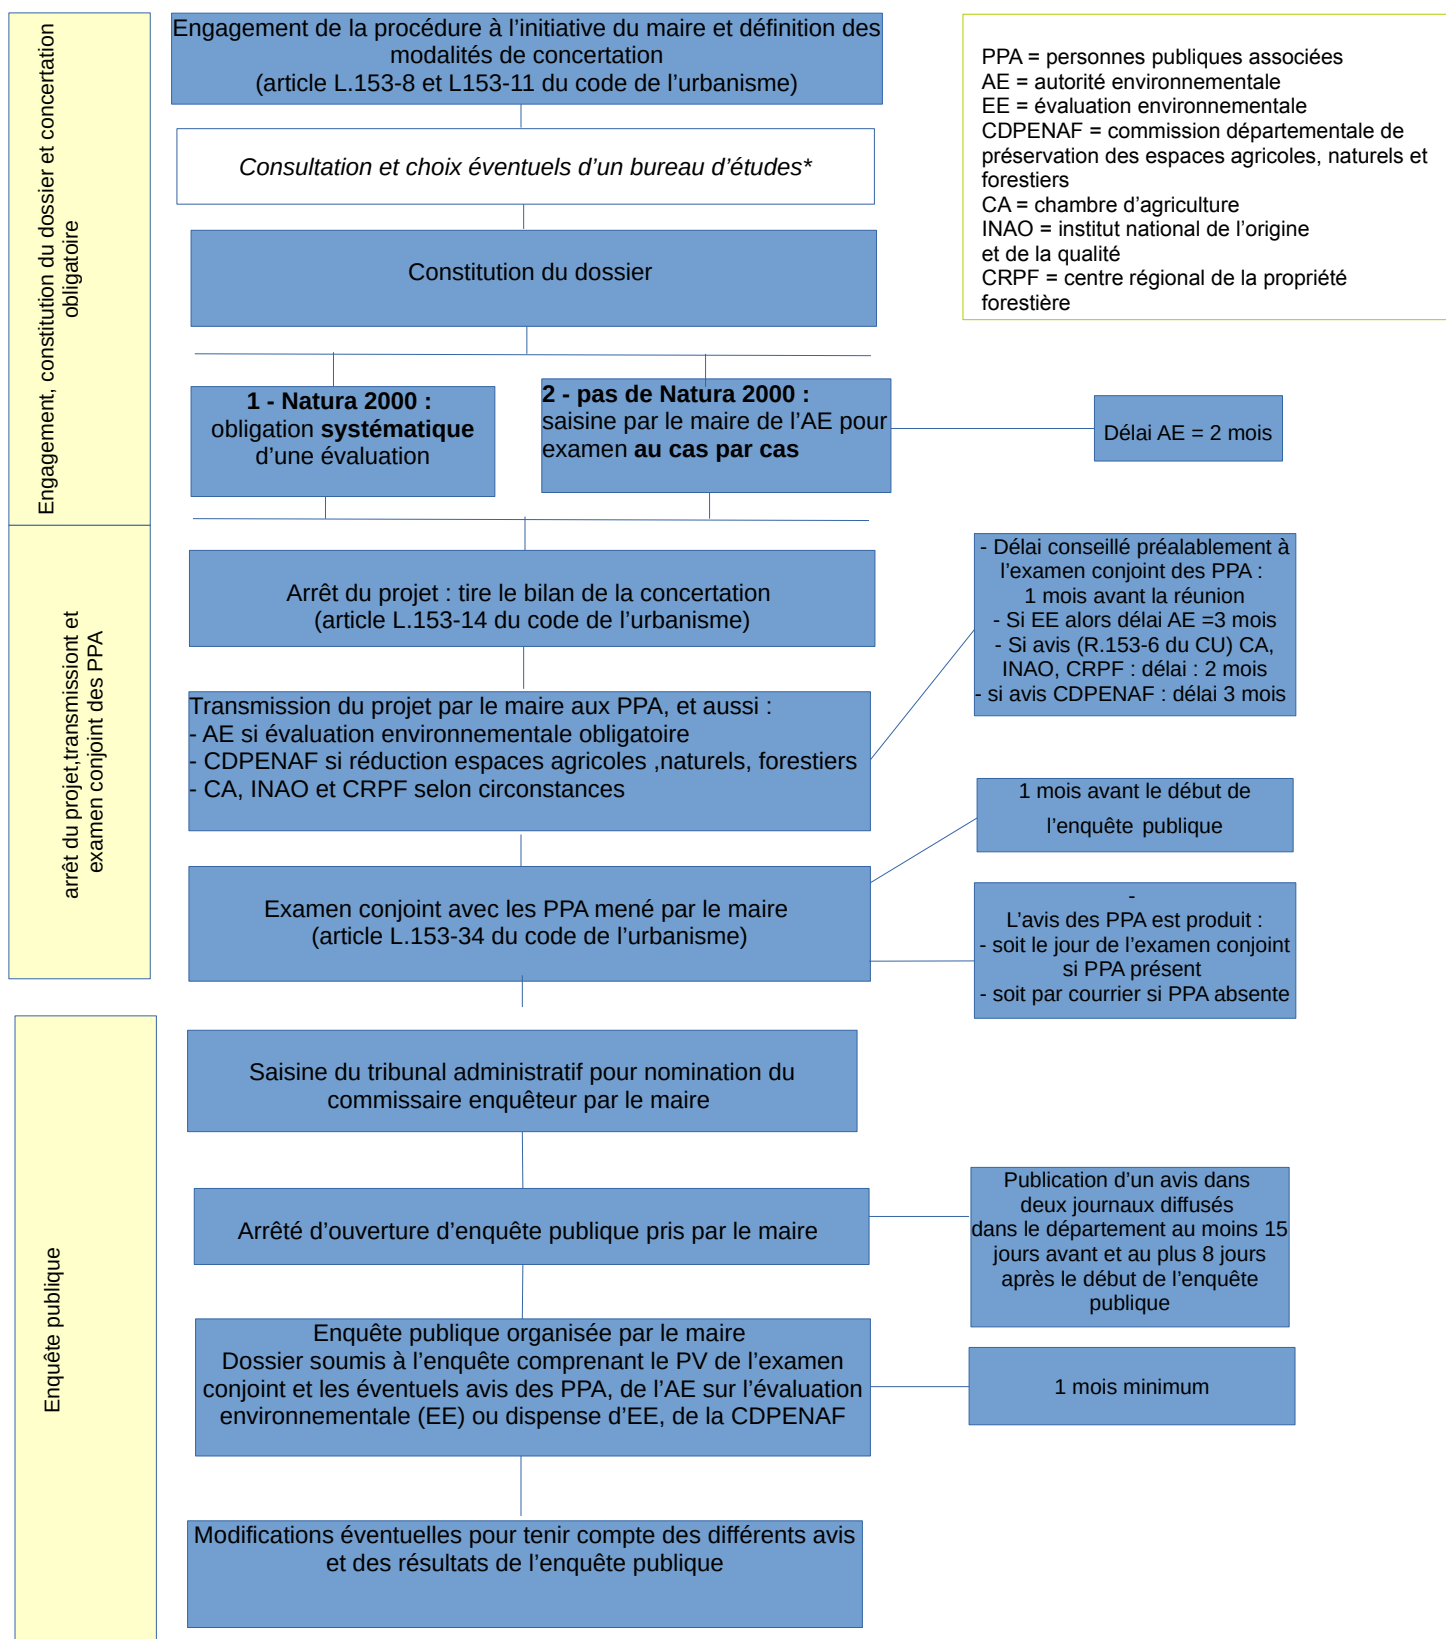 Engagement, constitution du dossier et concertation
obligatoire
Engagement de la procédure à l’initiative du maire et définition des
modalités de concertation
(article L.153-8 et L153-11 du code de l’urbanisme)
PPA = personnes publiques associées
AE = autorité environnementale
EE = évaluation environnementale
CDPENAF = commission départementale de
préservation des espaces agricoles, naturels et
forestiers
CA = chambre d’agriculture
INAO = institut national de l’origine
et de la qualité
CRPF = centre régional de la propriété
forestière
Consultation et choix éventuels d’un bureau d’études*
Constitution du dossier
1 - Natura 2000 :
obligation systématique
d’une évaluation
2 - pas de Natura 2000 :
saisine par le maire de l’AE pour
examen au cas par cas
Délai AE = 2 mois
arrêt du projet,transmissiont et
examen conjoint des PPA
Arrêt du projet : tire le bilan de la concertation
(article L.153-14 du code de l’urbanisme)
- Délai conseillé préalablement à
l’examen conjoint des PPA :
1 mois avant la réunion
- Si EE alors délai AE =3 mois
- Si avis (R.153-6 du CU) CA,
INAO, CRPF : délai : 2 mois
- si avis CDPENAF : délai 3 mois
Transmission du projet par le maire aux PPA, et aussi :
- AE si évaluation environnementale obligatoire
- CDPENAF si réduction espaces agricoles ,naturels, forestiers
- CA, INAO et CRPF selon circonstances
1 mois avant le début de
l’enquête publique
Examen conjoint avec les PPA mené par le maire
(article L.153-34 du code de l’urbanisme)
-
L’avis des PPA est produit :
- soit le jour de l’examen conjoint
si PPA présent
- soit par courrier si PPA absente
Enquête publique
Saisine du tribunal administratif pour nomination du
commissaire enquêteur par le maire
Arrêté d’ouverture d’enquête publique pris par le maire
Publication d’un avis dans
deux journaux diffusés
dans le département au moins 15
jours avant et au plus 8 jours
après le début de l’enquête
publique
Enquête publique organisée par le maire
Dossier soumis à l’enquête comprenant le PV de l’examen
conjoint et les éventuels avis des PPA, de l’AE sur l’évaluation
environnementale (EE) ou dispense d’EE, de la CDPENAF
1 mois minimum
Modifications éventuelles pour tenir compte des différents avis
et des résultats de l’enquête publique